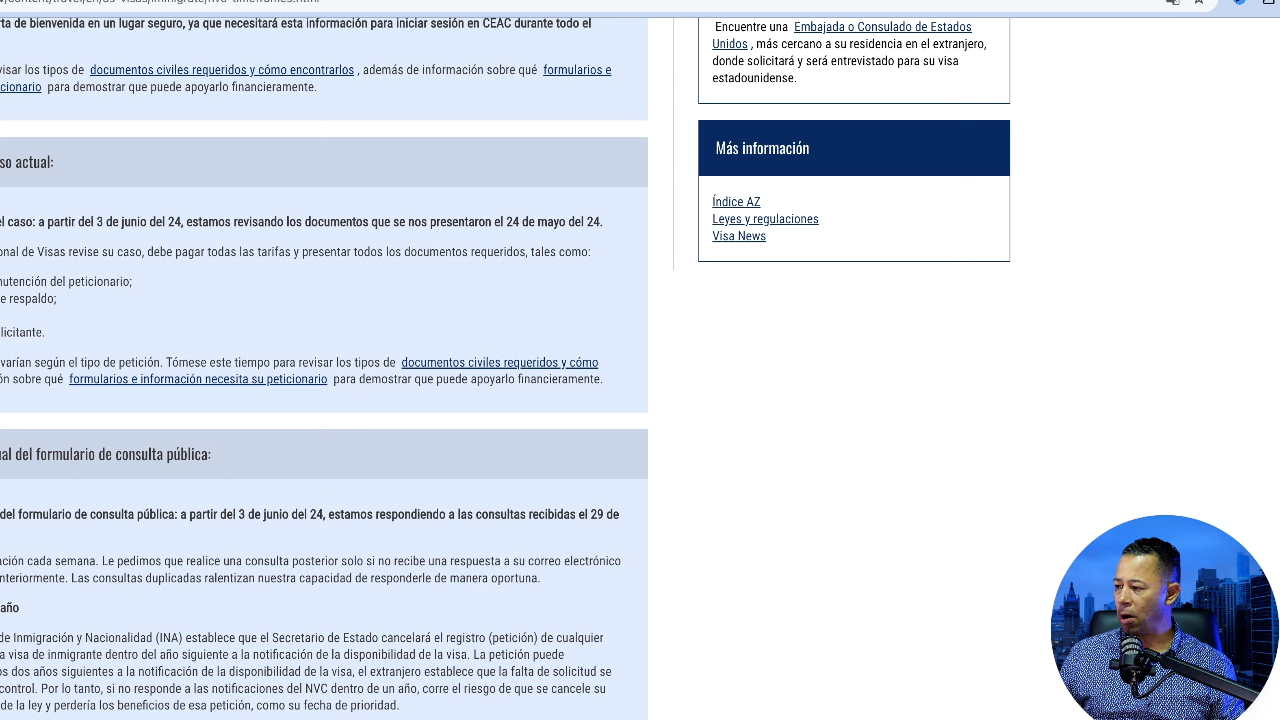 /content/travel/en/us-visas/immigrate/nvc-timeframes.html
rta de bienvenida en un lugar seguro, ya que necesitará esta información para iniciar sesión en CEAC durante todo el
visar los tipos de documentos civiles requeridos y cómo encontrarlos , además de información sobre qué formularios e
cionario para demostrar que puede apoyarlo financieramente.
so actual:
el caso: a partir del 3 de junio del 24, estamos revisando los documentos que se nos presentaron el 24 de mayo del 24.
onal de Visas revise su caso, debe pagar todas las tarifas y presentar todos los documentos requeridos, tales como:
nutención del peticionario;
e respaldo;
licitante.
varían según el tipo de petición. Tómese este tiempo para revisar los tipos de documentos civiles requeridos y cómo
ón sobre qué formularios e información necesita su peticionario para demostrar que puede apoyarlo financieramente.
ual del formulario de consulta pública:
del formulario de consulta pública: a partir del 3 de junio del 24, estamos respondiendo a las consultas recibidas el 29 de
ación cada semana. Le pedimos que realice una consulta posterior solo si no recibe una respuesta a su correo electrónico
nteriormente. Las consultas duplicadas ralentizan nuestra capacidad de responderle de manera oportuna.
año
de Inmigración y Nacionalidad (INA) establece que el Secretario de Estado cancelará el registro (petición) de cualquier
a visa de inmigrante dentro del año siguiente a la notificación de la disponibilidad de la visa. La petición puede
os dos años siguientes a la notificación de la disponibilidad de la visa, el extranjero establece que la falta de solicitud se
control. Por lo tanto, si no responde a las notificaciones del NVC dentro de un año, corre el riesgo de que se cancele su
de la ley y perdería los beneficios de esa petición, como su fecha de prioridad.
Encuentre una Embajada o Consulado de Estados
Unidos , más cercano a su residencia en el extranjero,
donde solicitará y será entrevistado para su visa
estadounidense.
Más información
Índice AZ
Leyes y regulaciones
Visa News